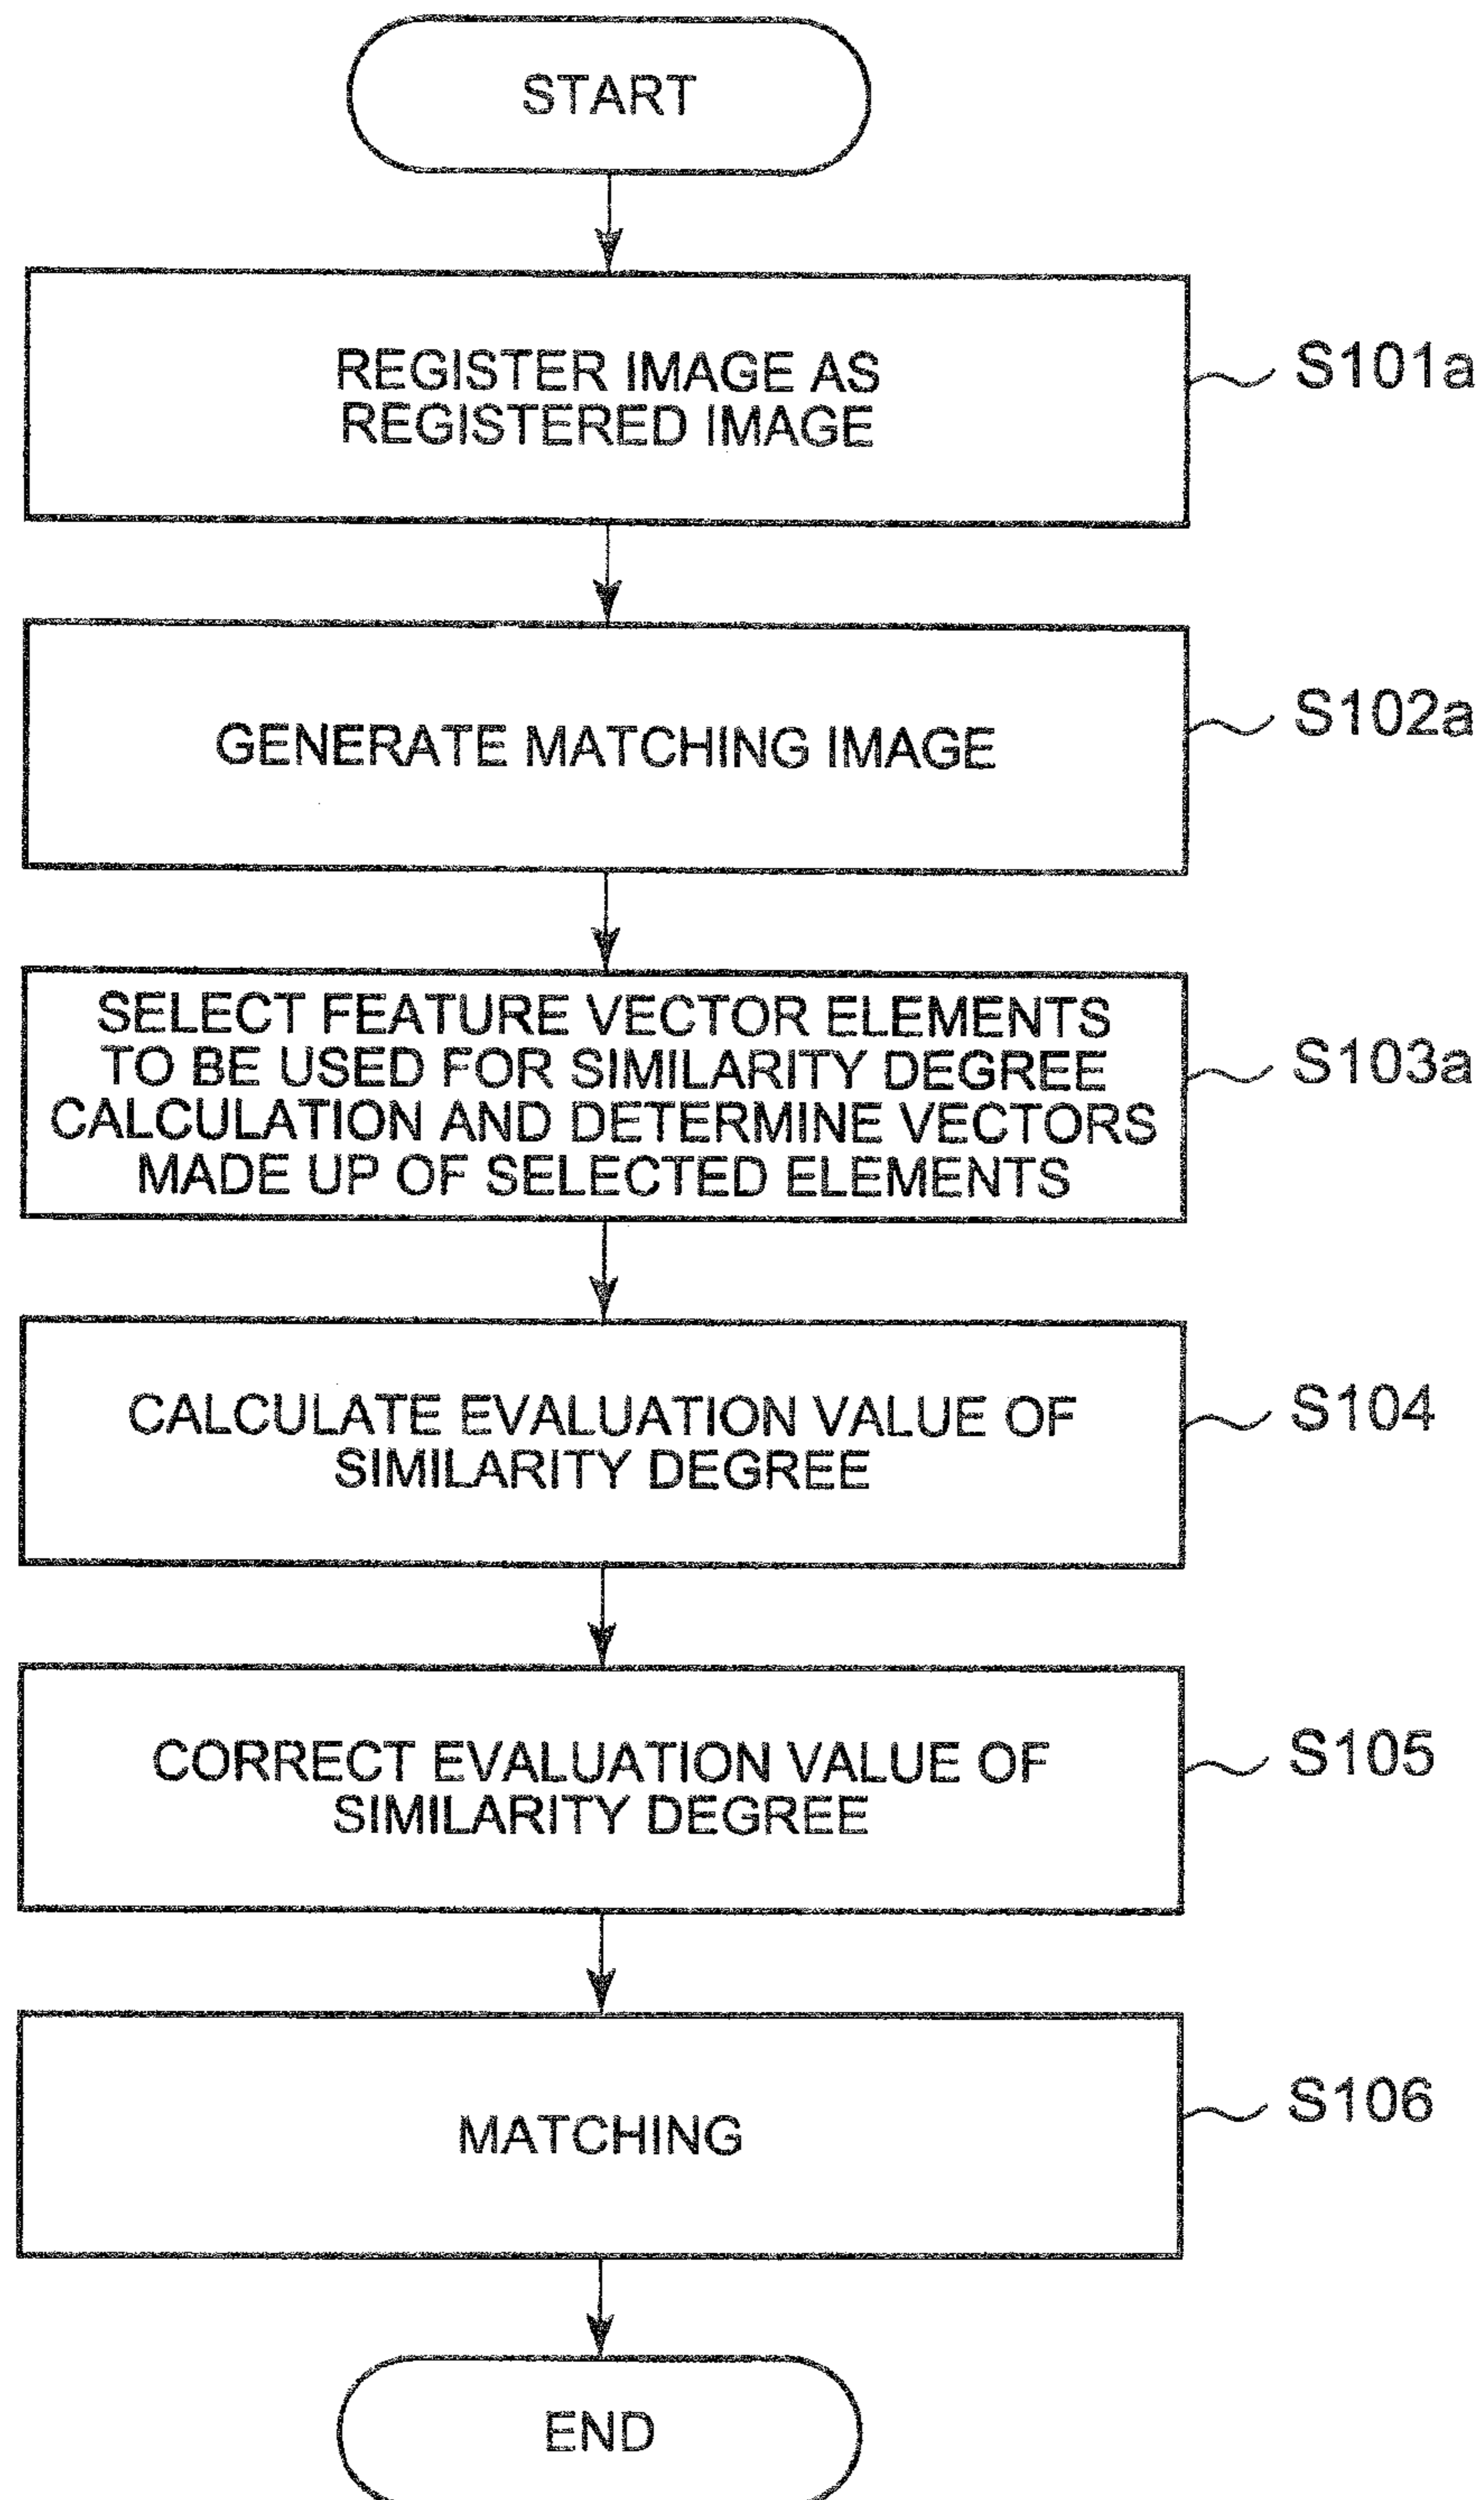 START
REGISTER IMAGE AS
REGISTERED IMAGE
S101a
GENERATE MATCHING IMAGE
S102a
SELECT FEATURE VECTOR ELEMENTS
TO BE USED FOR SIMILARITY DEGREE
CALCULATION AND DETERMINE VECTORS
MADE UP OF SELECTED ELEMENTS
S103a
CALCULATE EVALUATION VALUE OF
SIMILARITY DEGREE
S104
CORRECT EVALUATION VALUE OF
SIMILARITY DEGREE
S105
MATCHING
S106
END